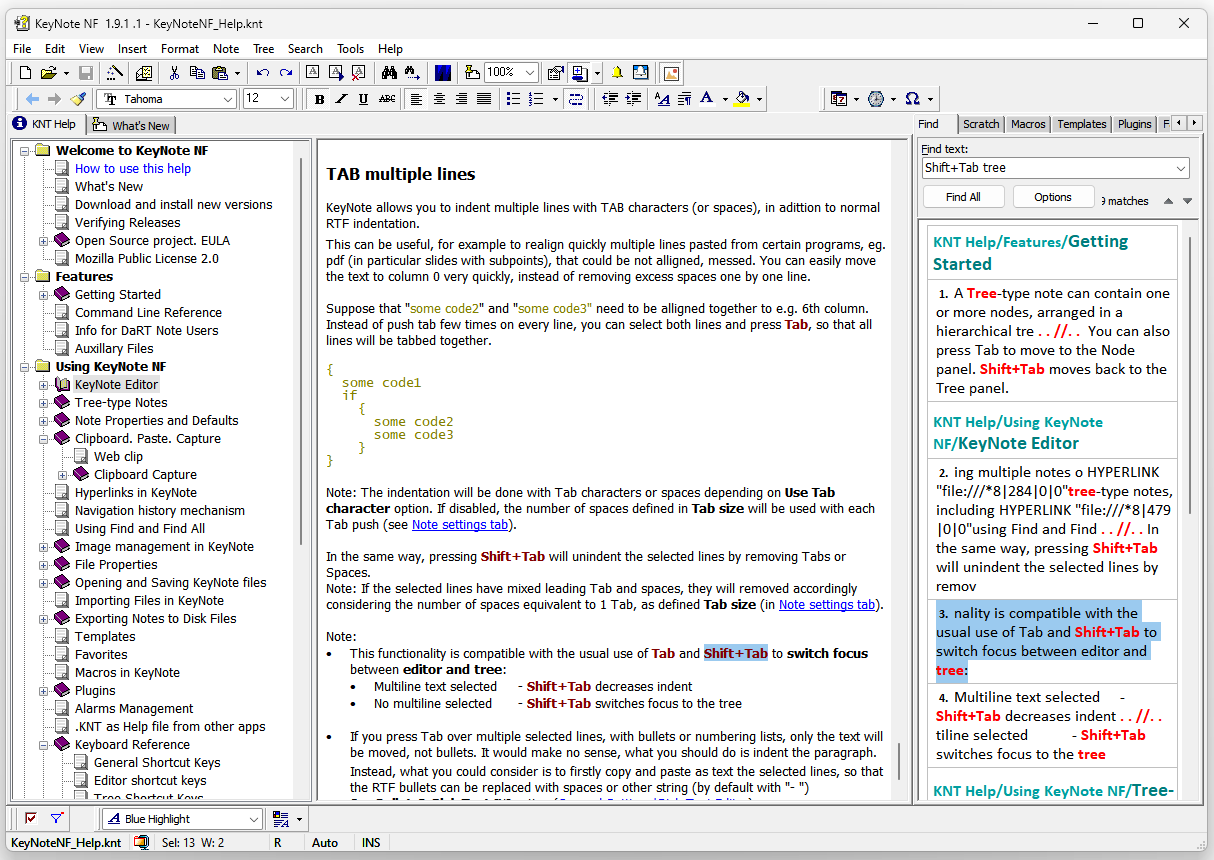 KeyNote NF 1.9.1 .1 - KeyNoteNF_Help.knt
File Edit View Insert Format Note Tree Search Tools Help
100%
Tahoma 12 B I U ABC
KNT Help What's New
Welcome to KeyNote NF
How to use this help
What's New
Download and install new versions
Verifying Releases
Open Source project. EULA
Mozilla Public License 2.0
Features
Getting Started
Command Line Reference
Info for DaRT Note Users
Auxillary Files
Using KeyNote NF
KeyNote Editor
Tree-type Notes
Note Properties and Defaults
Clipboard. Paste. Capture
Web clip
Clipboard Capture
Hyperlinks in KeyNote
Navigation history mechanism
Using Find and Find All
Image management in KeyNote
File Properties
Opening and Saving KeyNote files
Importing Files in KeyNote
Exporting Notes to Disk Files
Templates
Favorites
Macros in KeyNote
Plugins
Alarms Management
.KNT as Help file from other apps
Keyboard Reference
General Shortcut Keys
Editor shortcut keys
Tree Shortcut Keys
TAB multiple lines
KeyNote allows you to indent multiple lines with TAB characters (or spaces), in adittion to normal
RTF indentation.
This can be useful, for example to realign quickly multiple lines pasted from certain programs, eg.
pdf (in particular slides with subpoints), that could be not aligned, messed. You can easily move
the text to column 0 very quickly, instead of removing excess spaces one by one line.
Suppose that "some code2" and "some code3" need to be alligned together to e.g. 6th column.
Instead of push tab few times on every line, you can select both lines and press Tab, so that all
lines will be tabbed together.
{
some code1
if
{
some code2
some code3
}
}
Note: The indentation will be done with Tab characters or spaces depending on Use Tab
character option. If disabled, the number of spaces defined in Tab size will be used with each
Tab push (see Note settings tab).
In the same way, pressing Shift+Tab will unindent the selected lines by removing Tabs or
Spaces.
Note: If the selected lines have mixed leading Tab and spaces, they will removed accordingly
considering the number of spaces equivalent to 1 Tab, as defined Tab size (in Note settings tab).
Note:
• This functionality is compatible with the usual use of Tab and Shift+Tab to switch focus
between editor and tree:
• Multiline text selected - Shift+Tab decreases indent
• No multiline selected - Shift+Tab switches focus to the tree
• If you press Tab over multiple selected lines, with bullets or numbering lists, only the text will
be moved, not bullets. It would make no sense, what you should do is indent the paragraph.
Instead, what you could consider is to firstly copy and paste as text the selected lines, so that
the RTF bullets can be replaced with spaces or other string (by default with "- ")
Find Scratch Macros Templates Plugins F
Find text:
Shift+Tab tree
Find All Options 9 matches
KNT Help/Features/Getting
Started
1. A Tree-type note can contain one
or more nodes, arranged in a
hierarchical tre . . //. . You can also
press Tab to move to the Node
panel. Shift+Tab moves back to the
Tree panel.
KNT Help/Using KeyNote
NF/KeyNote Editor
2. ing multiple notes o HYPERLINK
"file:///*8|284|0|0"tree-type notes,
including HYPERLINK "file:///*8|479
|0|0"using Find and Find . . //. . In
the same way, pressing Shift+Tab
will unindent the selected lines by
remov
3. nality is compatible with the
usual use of Tab and Shift+Tab to
switch focus between editor and
tree:
4. Multiline text selected -
Shift+Tab decreases indent . . //. .
tiline selected - Shift+Tab
switches focus to the tree
KNT Help/Using KeyNote NF/Tree-
Blue Highlight
KeyNoteNF_Help.knt Sel: 13 W: 2 R Auto INS